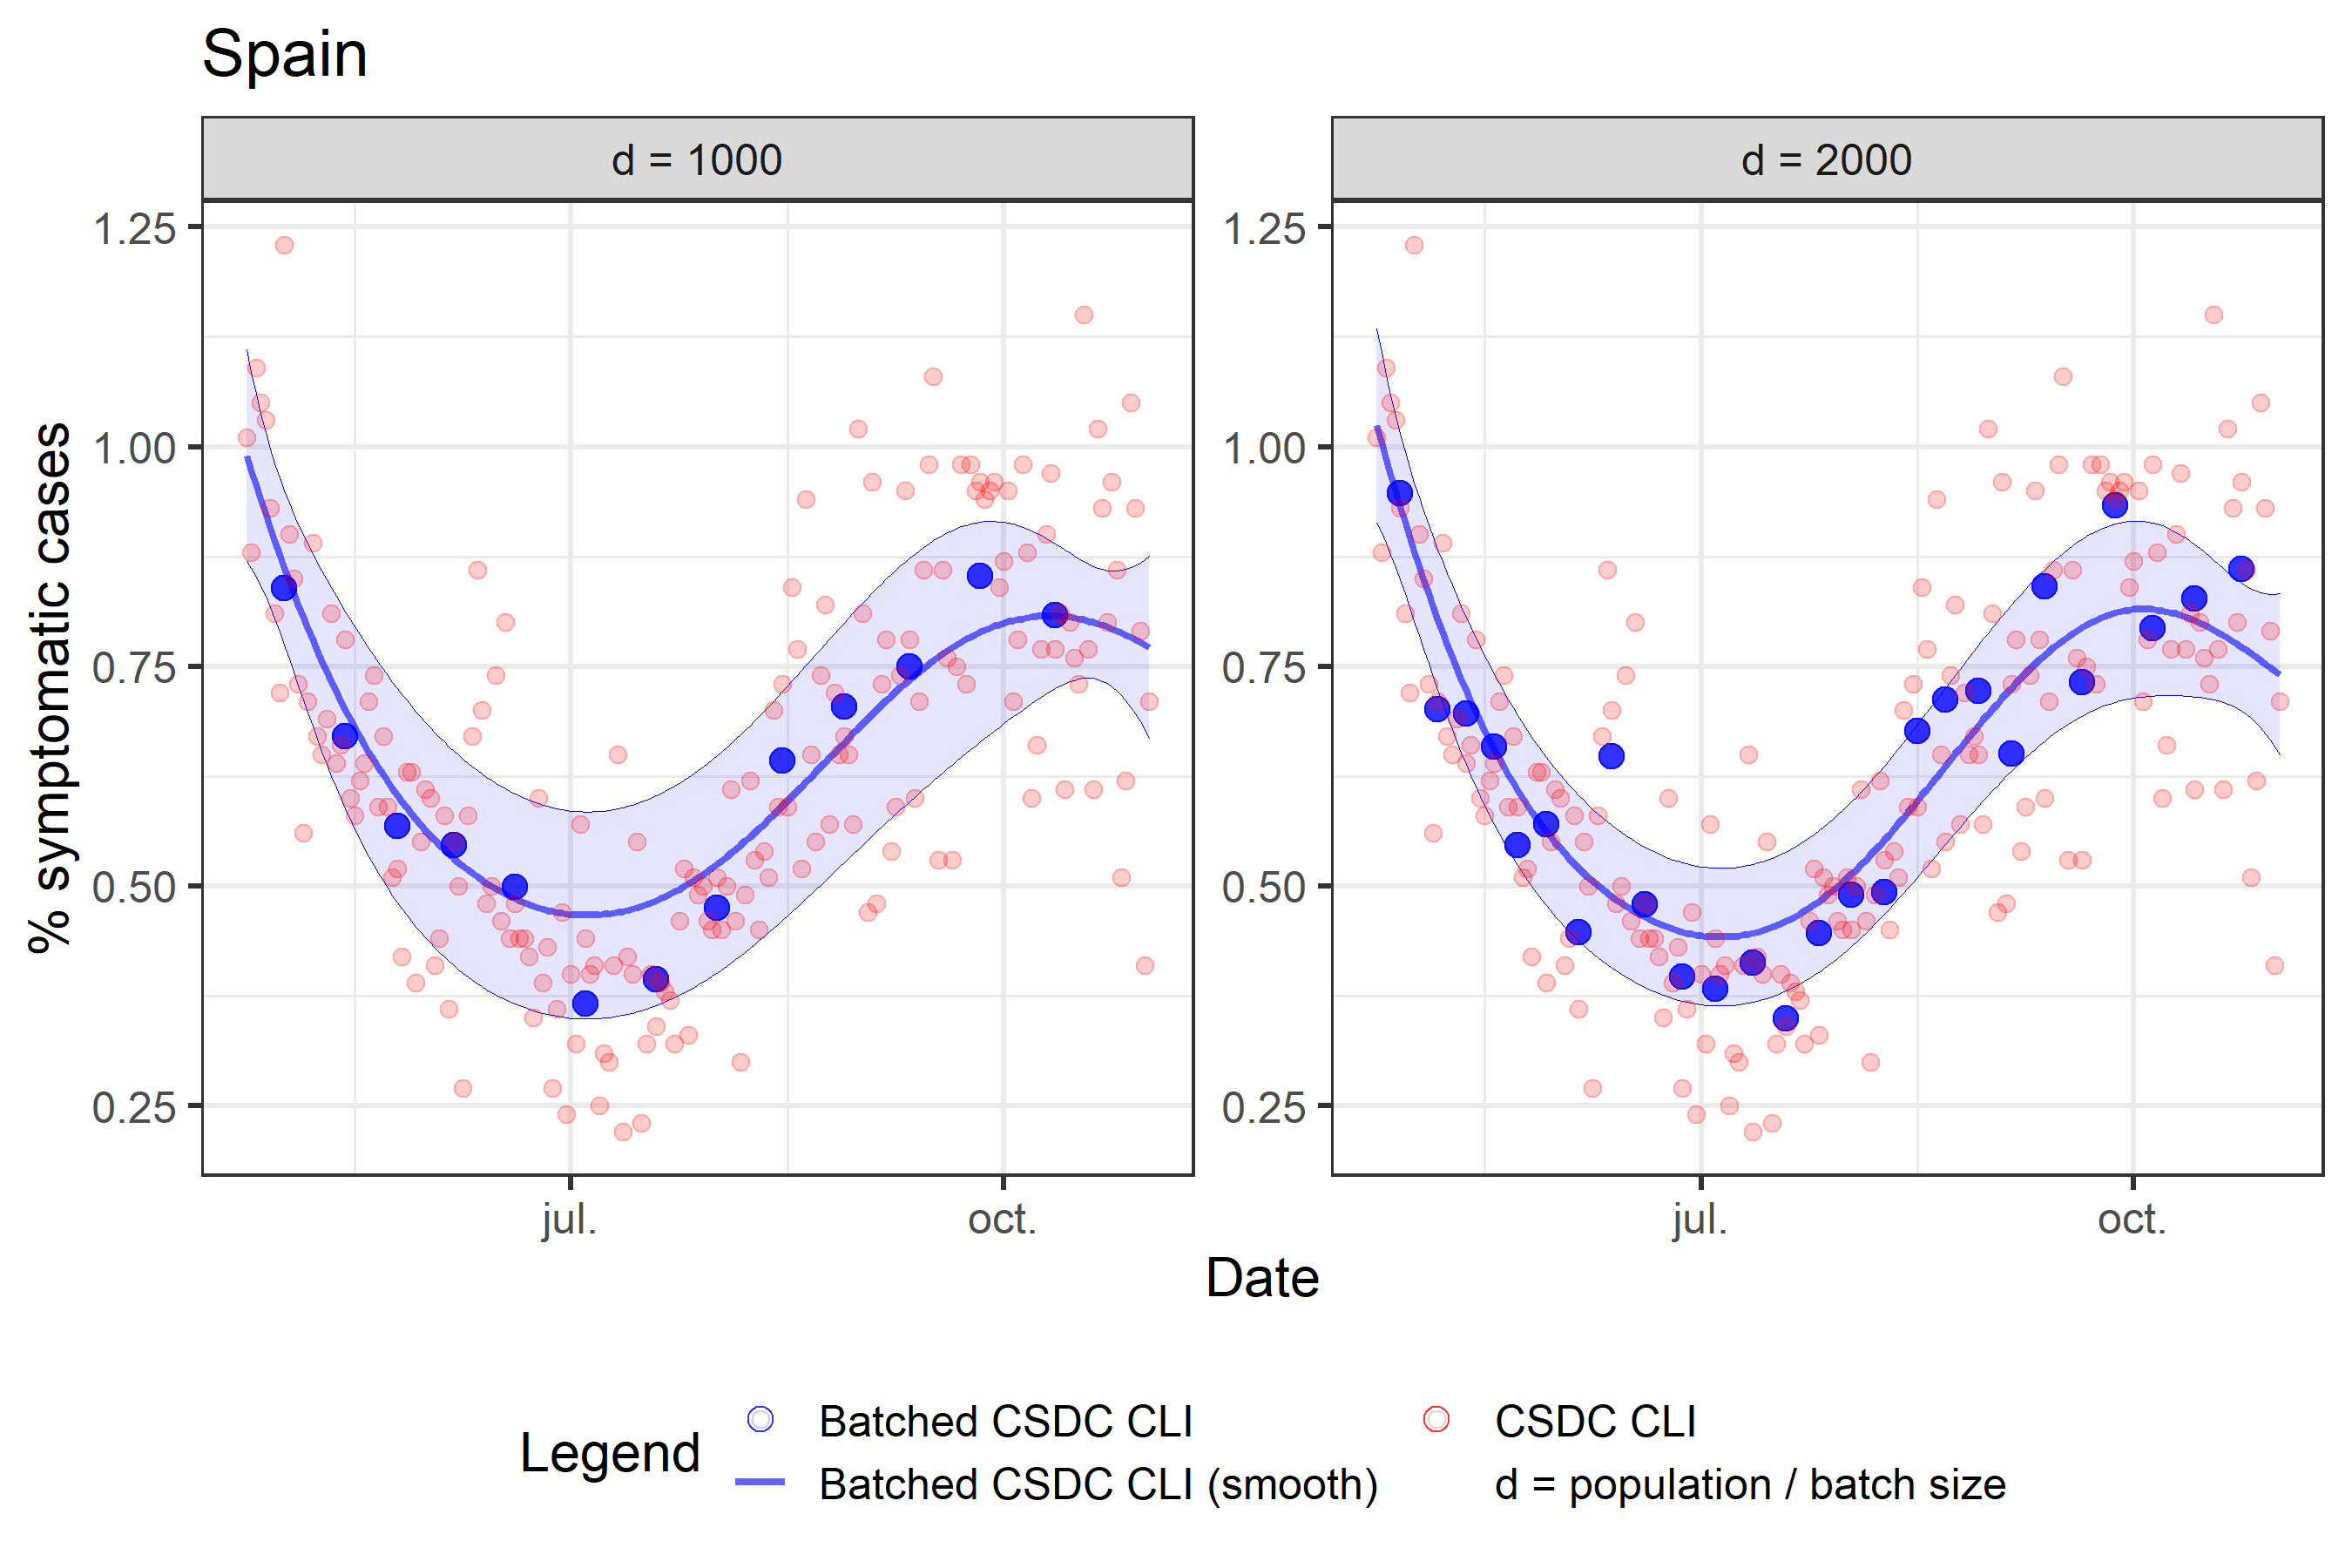 Spain
d = 1000
d = 2000
% symptomatic cases
1.25
1.00
0.75
0.50
0.25
1.25
1.00
0.75
0.50
0.25
jul.
oct.
jul.
oct.
Date
Legend
Batched CSDC CLI
CSDC CLI
Batched CSDC CLI (smooth)
d = population / batch size